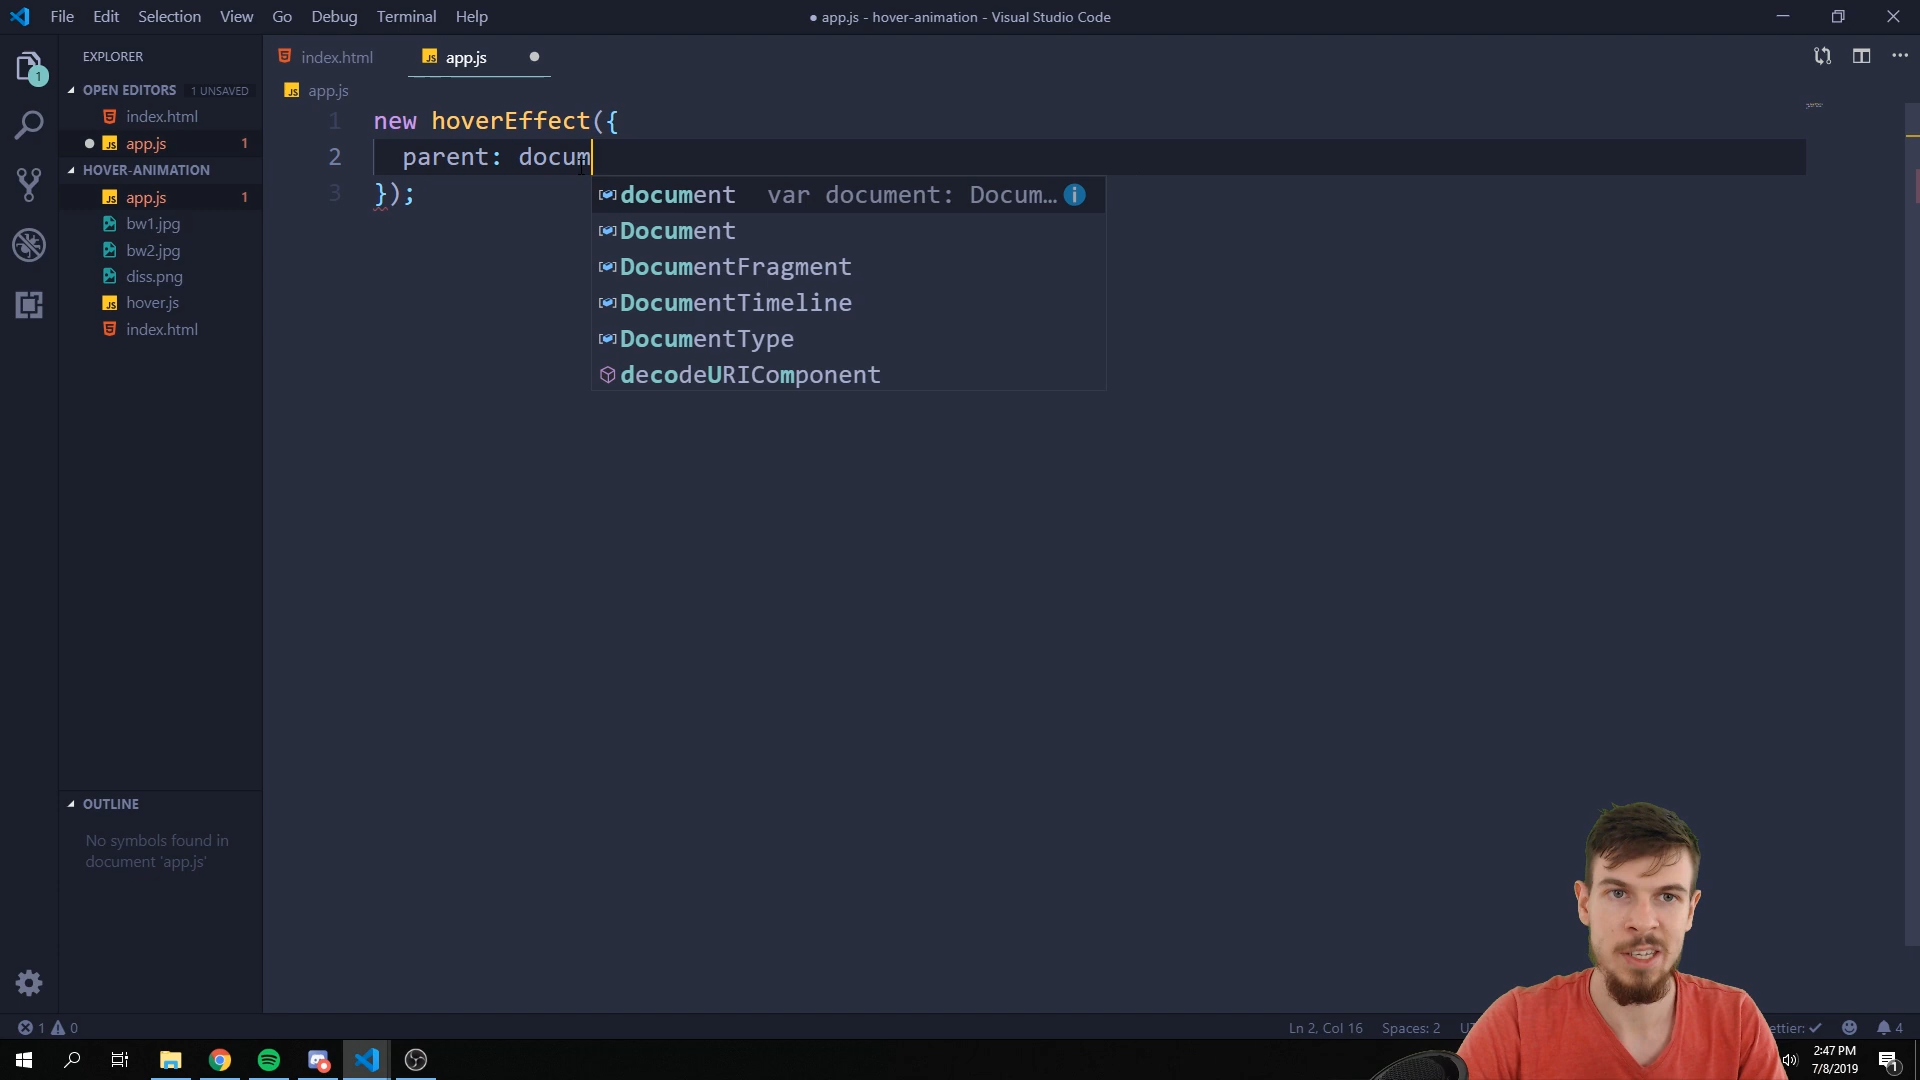 File Edit Selection View Go Debug Terminal Help
● app.js - hover-animation - Visual Studio Code
EXPLORER
OPEN EDITORS 1 UNSAVED
index.html
app.js 1
HOVER-ANIMATION
app.js 1
bw1.jpg
bw2.jpg
diss.png
hover.js
index.html
OUTLINE
No symbols found in
document 'app.js'
index.html
app.js
app.js
1 new hoverEffect({
2 parent: docum
3 });
document var document: Docum…
Document
DocumentFragment
DocumentTimeline
DocumentType
decodeURIComponent
1 0
Ln 2, Col 16 Spaces: 2
4
2:47 PM
7/8/2019
1